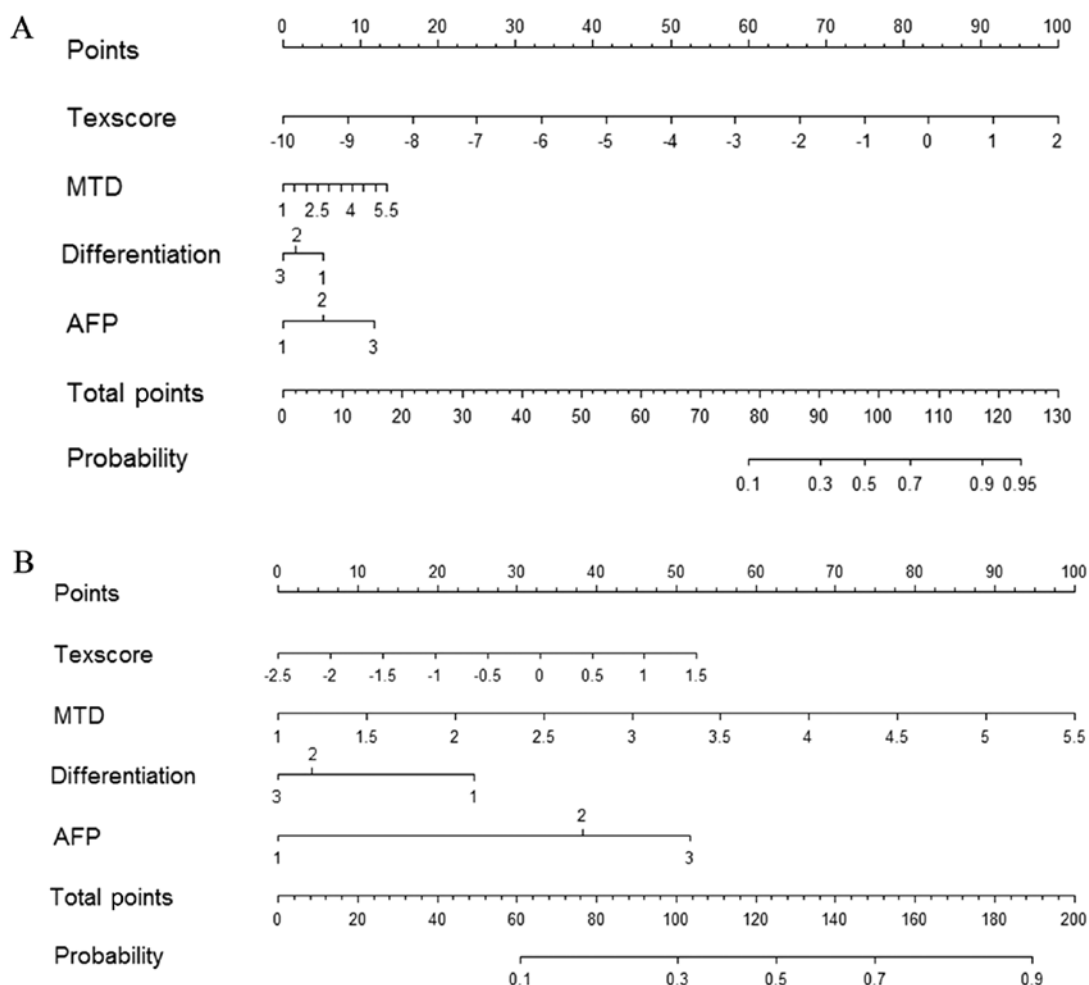 A
0 10 20 30 40 50 60 70 80 90 100
Points
Texscore
-10 -9 -8 -7 -6 -5 -4 -3 -2 -1 0 1 2
MTD
1 2.5 4 5.5
2
Differentiation
3 1
2
AFP
1 3
Total points
0 10 20 30 40 50 60 70 80 90 100 110 120 130
Probability
0.1 0.3 0.5 0.7 0.9 0.95
B
0 10 20 30 40 50 60 70 80 90 100
Points
Texscore
-2.5 -2 -1.5 -1 -0.5 0 0.5 1 1.5
MTD
1 1.5 2 2.5 3 3.5 4 4.5 5 5.5
2
Differentiation
3 1
2
AFP
1 3
Total points
0 20 40 60 80 100 120 140 160 180 200
Probability
0.1 0.3 0.5 0.7 0.9